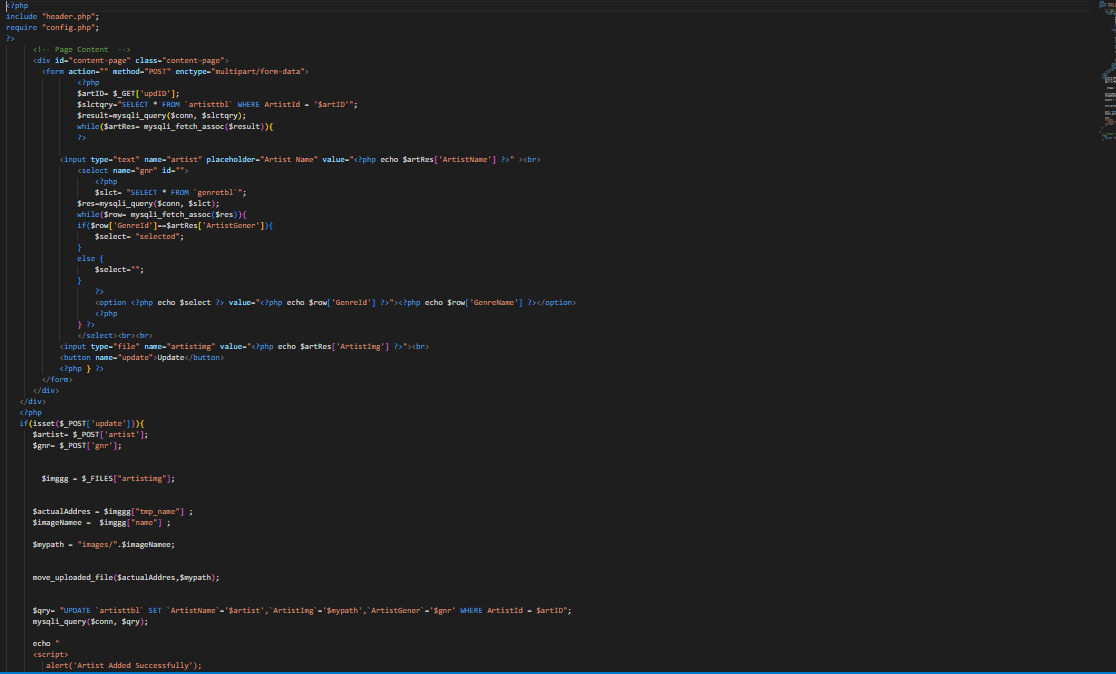 <?php
include "header.php";
require "config.php";
?>
<!-- Page Content  -->
<div id="content-page" class="content-page">
<form action="" method="POST" enctype="multipart/form-data">
<?php
$artID= $_GET['updID'];
$slctqry="SELECT * FROM `artisttbl` WHERE ArtistId = '$artID'";
$result=mysqli_query($conn, $slctqry);
while($artRes= mysqli_fetch_assoc($result)){
?>
<input type="text" name="artist" placeholder="Artist Name" value="<?php echo $artRes['ArtistName'] ?>" ><br>
<select name="gnr" id="">
<?php
$slct= "SELECT * FROM `genretbl`";
$res=mysqli_query($conn, $slct);
while($row= mysqli_fetch_assoc($res)){
if($row['GenreId']==$artRes['ArtistGener']){
$select= "selected";
}
else {
$select="";
}
?>
<option <?php echo $select ?> value="<?php echo $row['GenreId'] ?>"><?php echo $row['GenreName'] ?></option>
<?php
} ?>
</select><br><br>
<input type="file" name="artistimg" value="<?php echo $artRes['ArtistImg'] ?>"><br>
<button name="update">Update</button>
<?php } ?>
</form>
</div>
</div>
<?php
if(isset($_POST['update'])){
$artist= $_POST['artist'];
$gnr= $_POST['gnr'];
$imggg = $_FILES["artistimg"];
$actualAddres = $imggg["tmp_name"] ;
$imageNamee =  $imggg["name"] ;
$mypath = "images/".$imageNamee;
move_uploaded_file($actualAddres,$mypath);
$qry= "UPDATE `artisttbl` SET `ArtistName`='$artist',`ArtistImg`='$mypath',`ArtistGener`='$gnr' WHERE ArtistId = $artID";
mysqli_query($conn, $qry);
echo "
<script>
alert('Artist Added Successfully');